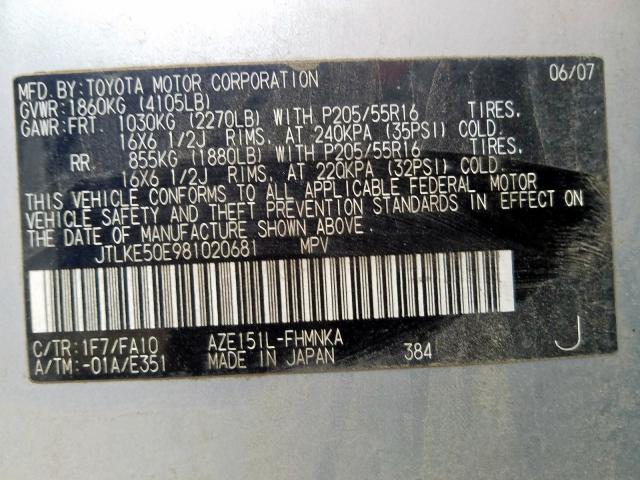 MFD. BY: TOYOTA MOTOR CORPORATION 06/07
GVWR: 1860KG (4105LB)
GAWR: FRT. 1030KG (2270LB) WITH P205/55R16 TIRES,
16X6 1/2J RIMS, AT 240KPA (35PSI) COLD.
RR. 855KG (1880LB) WITH P205/55R16 TIRES,
16X6 1/2J RIMS, AT 220KPA (32PSI) COLD.
THIS VEHICLE CONFORMS TO ALL APPLICABLE FEDERAL MOTOR
VEHICLE SAFETY AND THEFT PREVENTION STANDARDS IN EFFECT ON
THE DATE OF MANUFACTURE SHOWN ABOVE.
JTLKE50E981020681 MPV
C/TR: 1F7/FA10 AZE151L-FHMNKA
A/TM: -01A/E351 MADE IN JAPAN 384 J